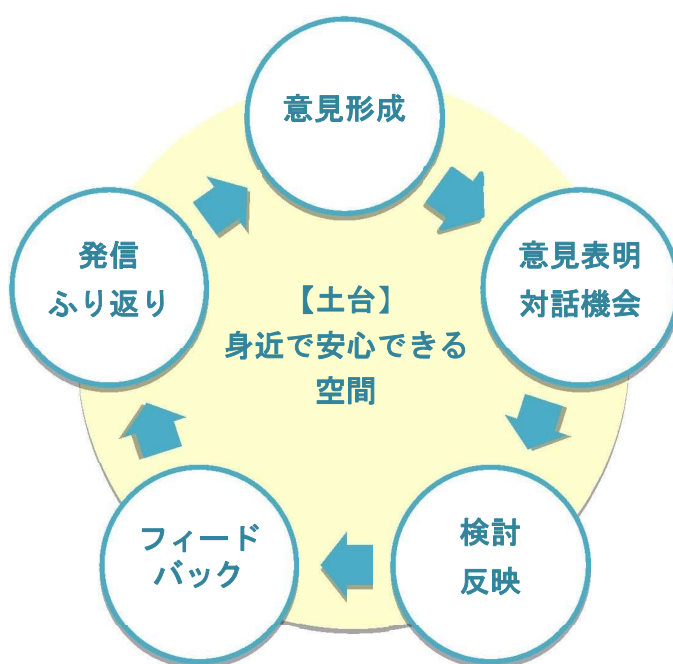 意見形成
意見表明
対話機会
検討
反映
フィード
バック
発信
ふり返り
【土台】
身近で安心できる
空間